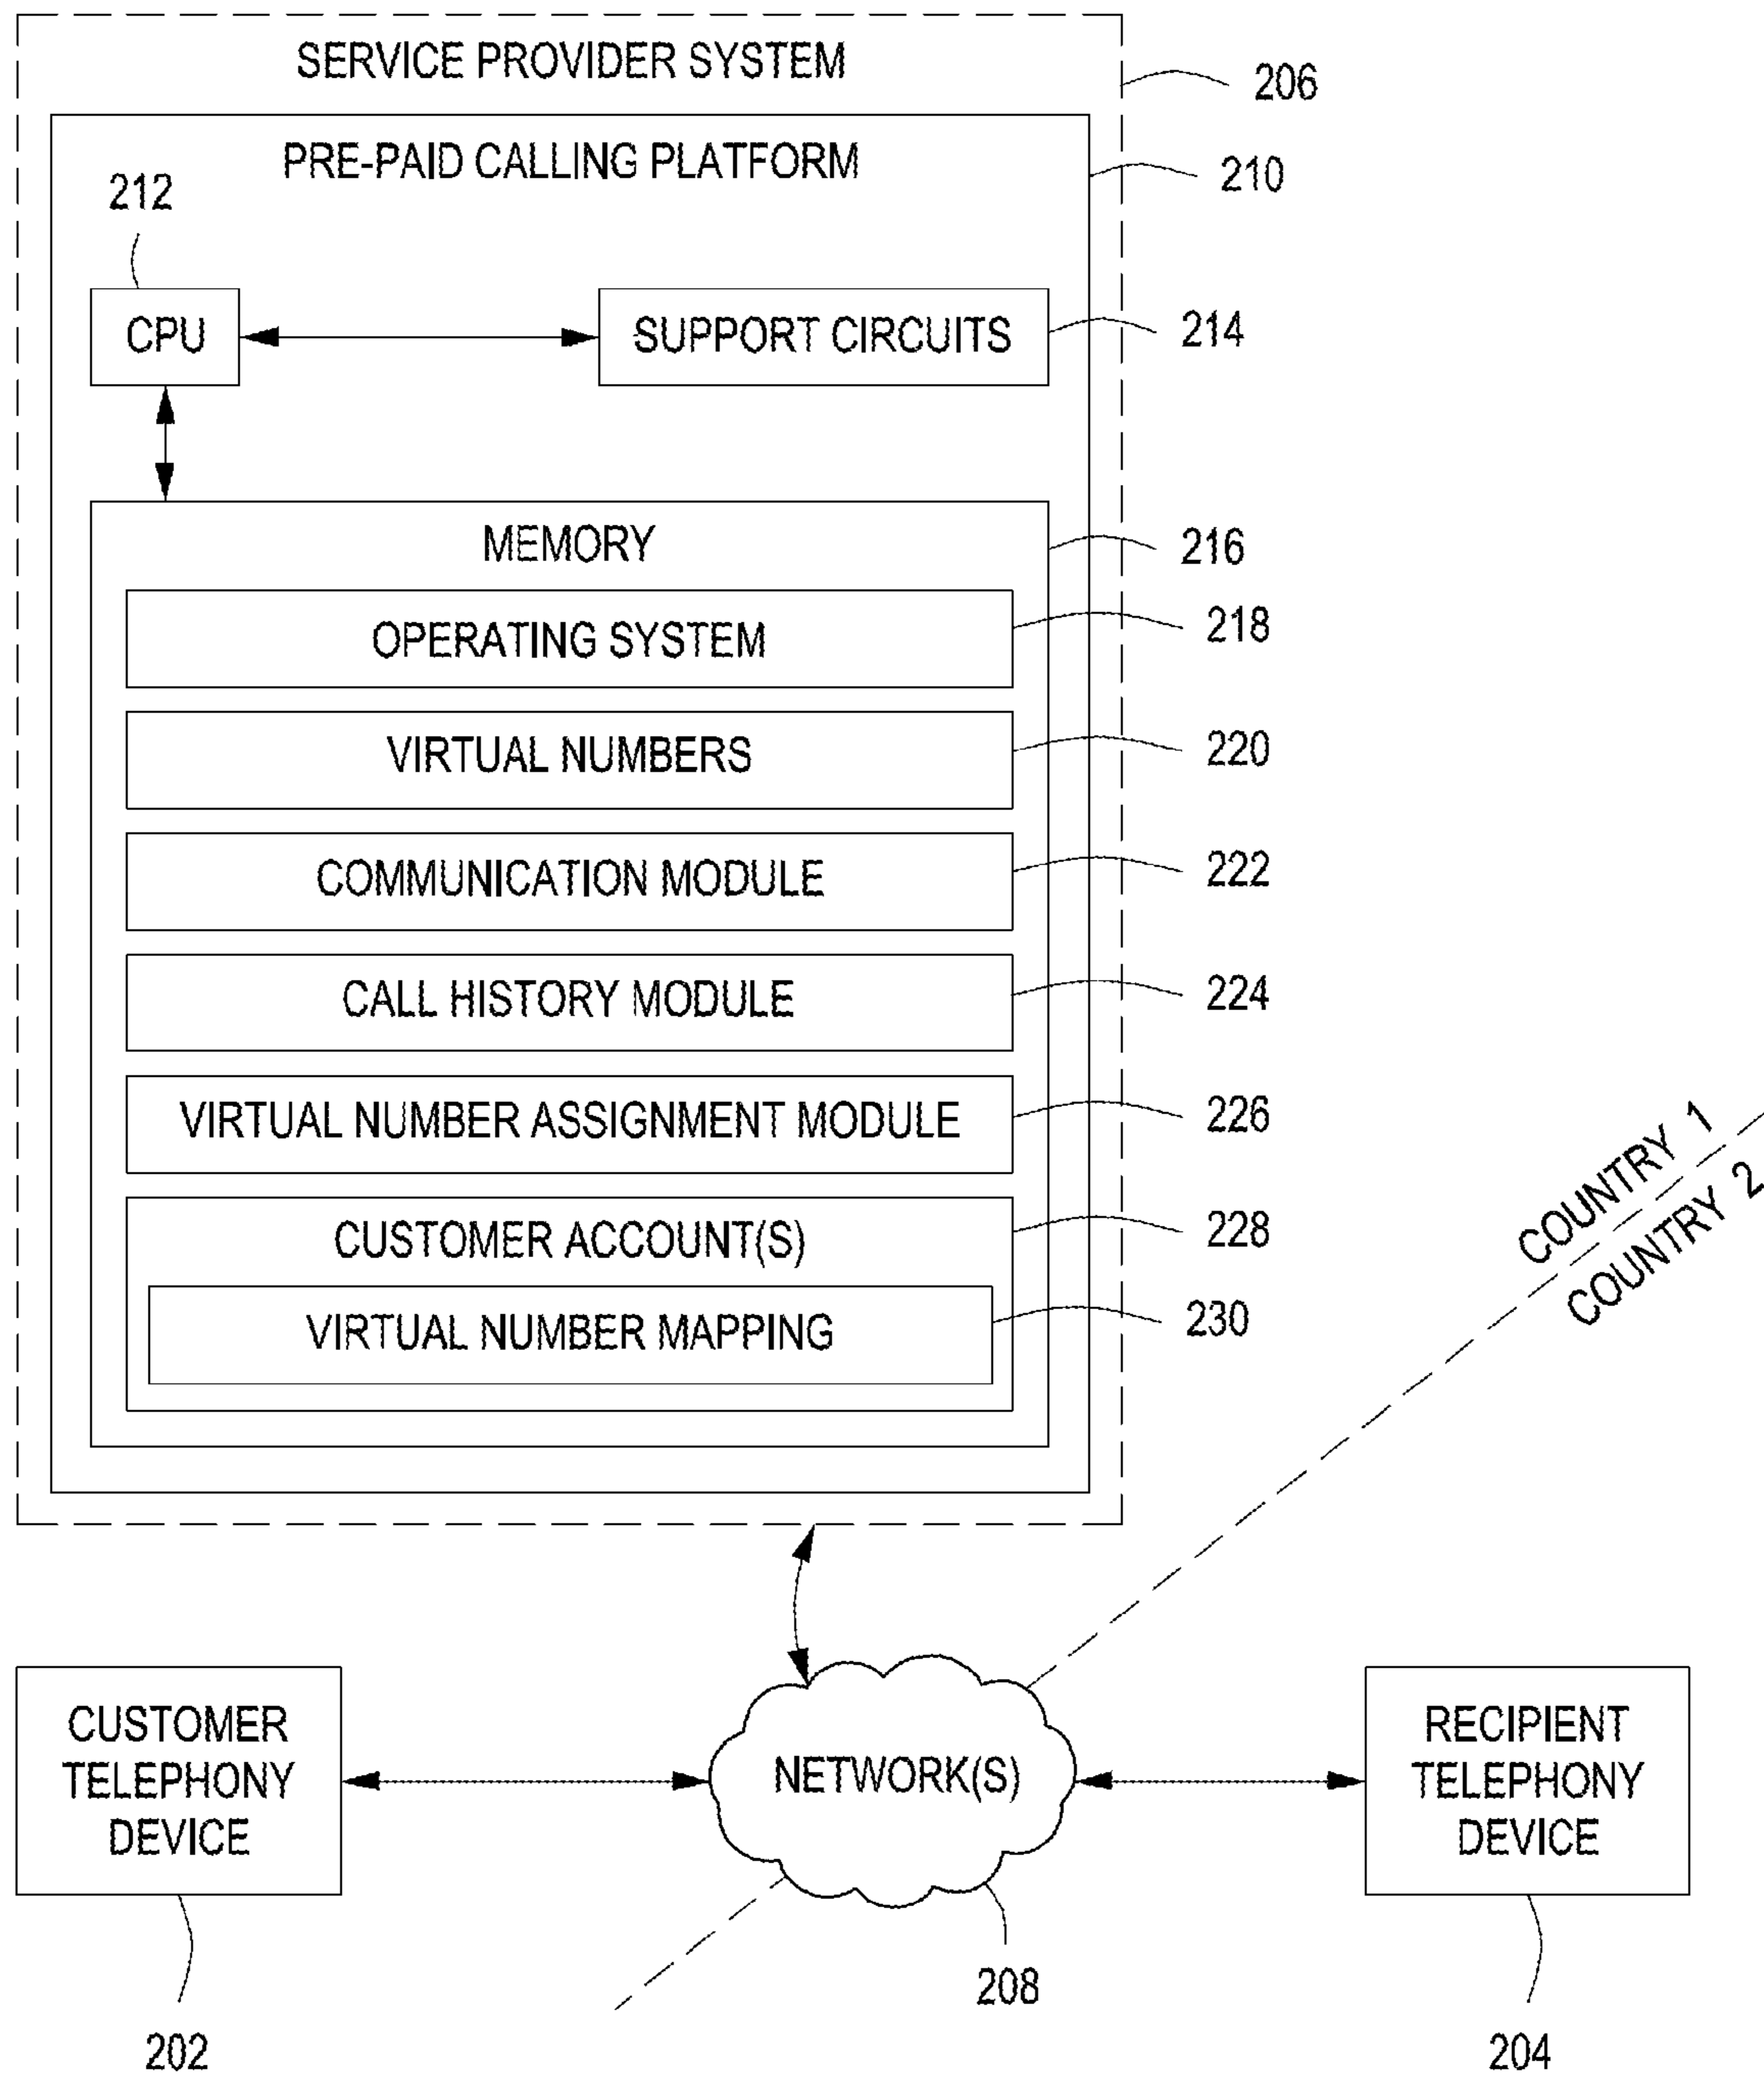 SERVICE PROVIDER SYSTEM
206
PRE-PAID CALLING PLATFORM
210
212
CPU
SUPPORT CIRCUITS
214
MEMORY
216
OPERATING SYSTEM
218
VIRTUAL NUMBERS
220
COMMUNICATION MODULE
222
CALL HISTORY MODULE
224
VIRTUAL NUMBER ASSIGNMENT MODULE
226
CUSTOMER ACCOUNT(S)
228
VIRTUAL NUMBER MAPPING
230
COUNTRY 1
COUNTRY 2
CUSTOMER
TELEPHONY
DEVICE
202
NETWORK(S)
208
RECIPIENT
TELEPHONY
DEVICE
204